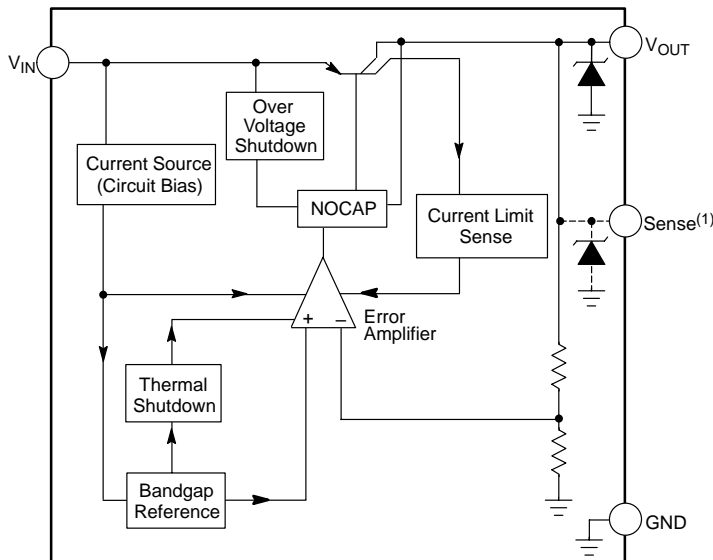 VIN
VOUT
Over
Voltage
Shutdown
Current Source
(Circuit Bias)
NOCAP
Current Limit
Sense
Sense(1)
+
−
Error
Amplifier
Thermal
Shutdown
Bandgap
Reference
GND